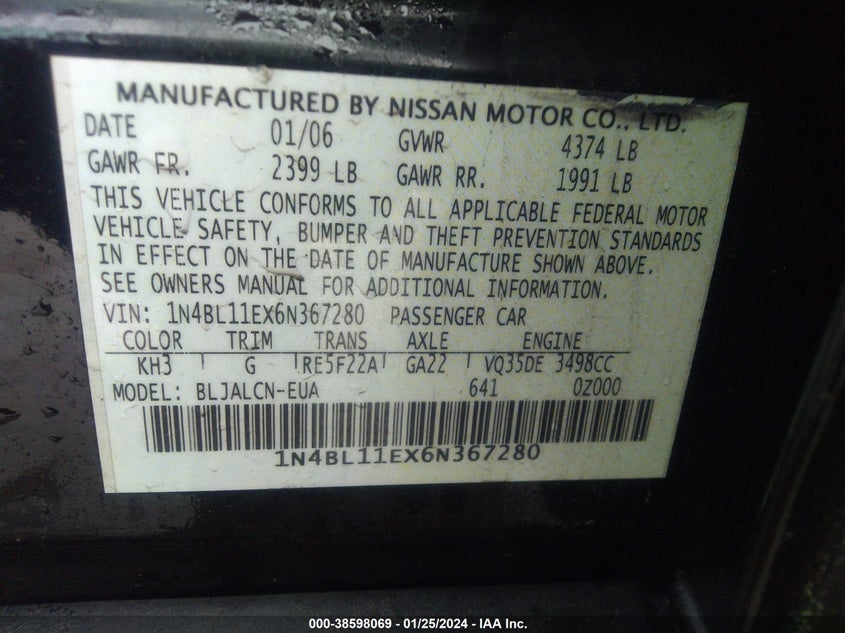 MANUFACTURED BY NISSAN MOTOR CO., LTD.
DATE 01/06 GVWR 4374 LB
GAWR FR. 2399 LB GAWR RR. 1991 LB
THIS VEHICLE CONFORMS TO ALL APPLICABLE FEDERAL MOTOR
VEHICLE SAFETY, BUMPER AND THEFT PREVENTION STANDARDS
IN EFFECT ON THE DATE OF MANUFACTURE SHOWN ABOVE.
SEE OWNERS MANUAL FOR ADDITIONAL INFORMATION.
VIN: 1N4BL11EX6N367280 PASSENGER CAR
COLOR TRIM TRANS AXLE ENGINE
KH3 G RE5F22A GA22 VQ35DE 3498CC
MODEL: BLJALCN-EUA 641 0Z000
1N4BL11EX6N367280
000-38598069 - 01/25/2024 - IAA Inc.